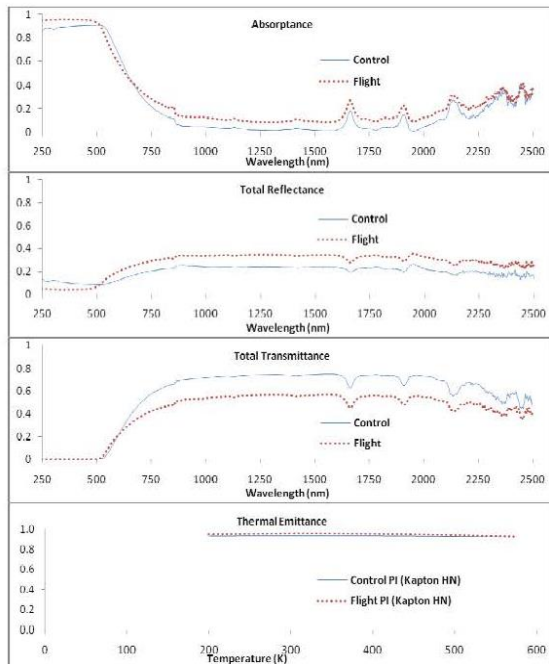 Absorptance
1
0.8
0.6
0.4
0.2
0
Control
Flight
250 500 750 1000 1250 1500 1750 2000 2250 2500
Wavelength (nm)
Total Reflectance
1
0.8
0.6
0.4
0.2
0
Control
Flight
250 500 750 1000 1250 1500 1750 2000 2250 2500
Wavelength (nm)
Total Transmittance
1
0.8
0.6
0.4
0.2
0
Control
Flight
250 500 750 1000 1250 1500 1750 2000 2250 2500
Wavelength (nm)
Thermal Emittance
1.0
0.8
0.6
0.4
0.2
0.0
Control PI (Kapton HN)
Flight PI (Kapton HN)
0 100 200 300 400 500 600
Temperature (K)